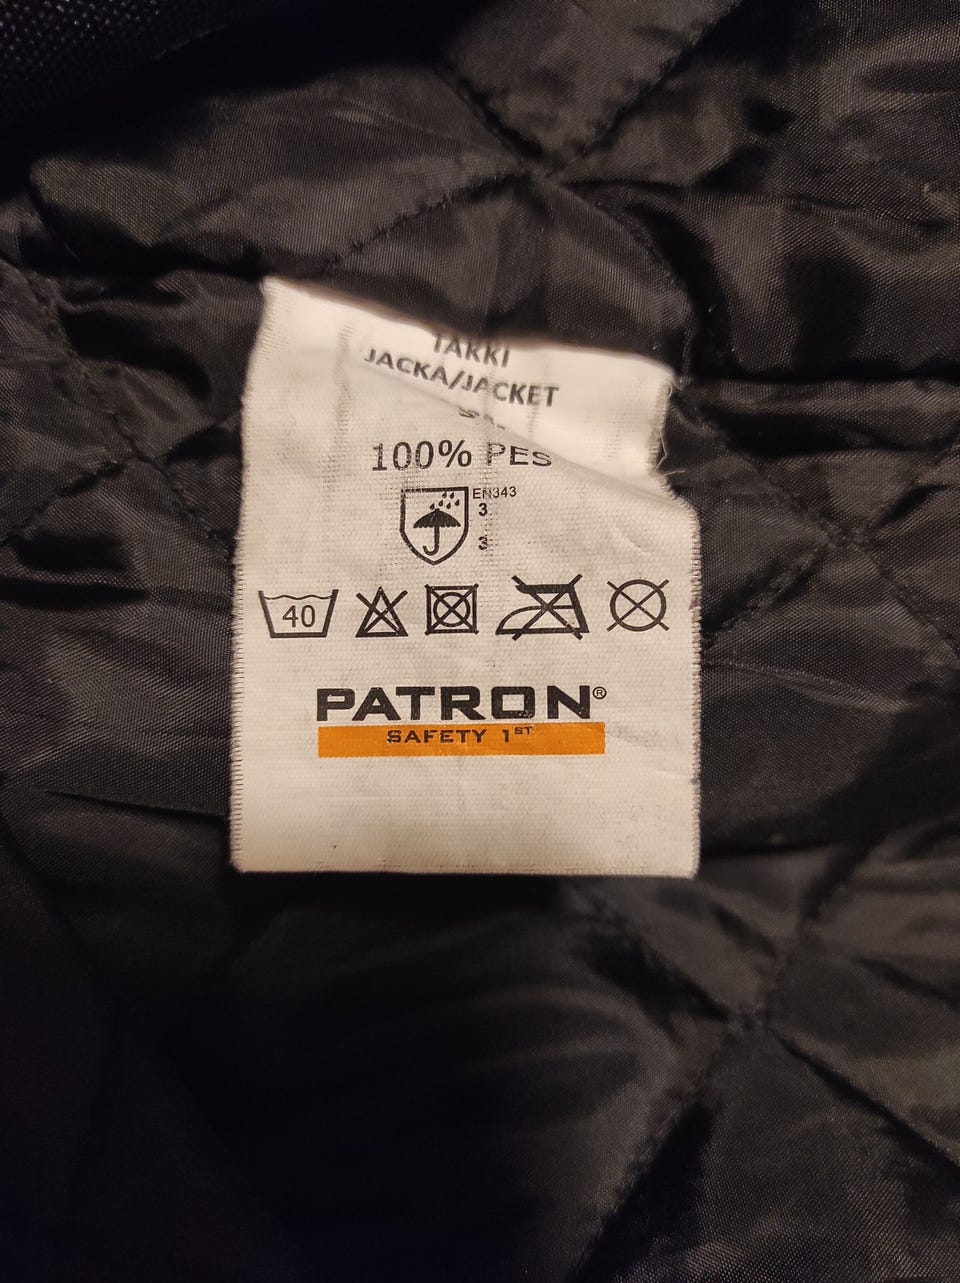 TAKKI
JACKA/JACKET
100% PES
EN343
3
3
40
PATRON®
SAFETY 1ST